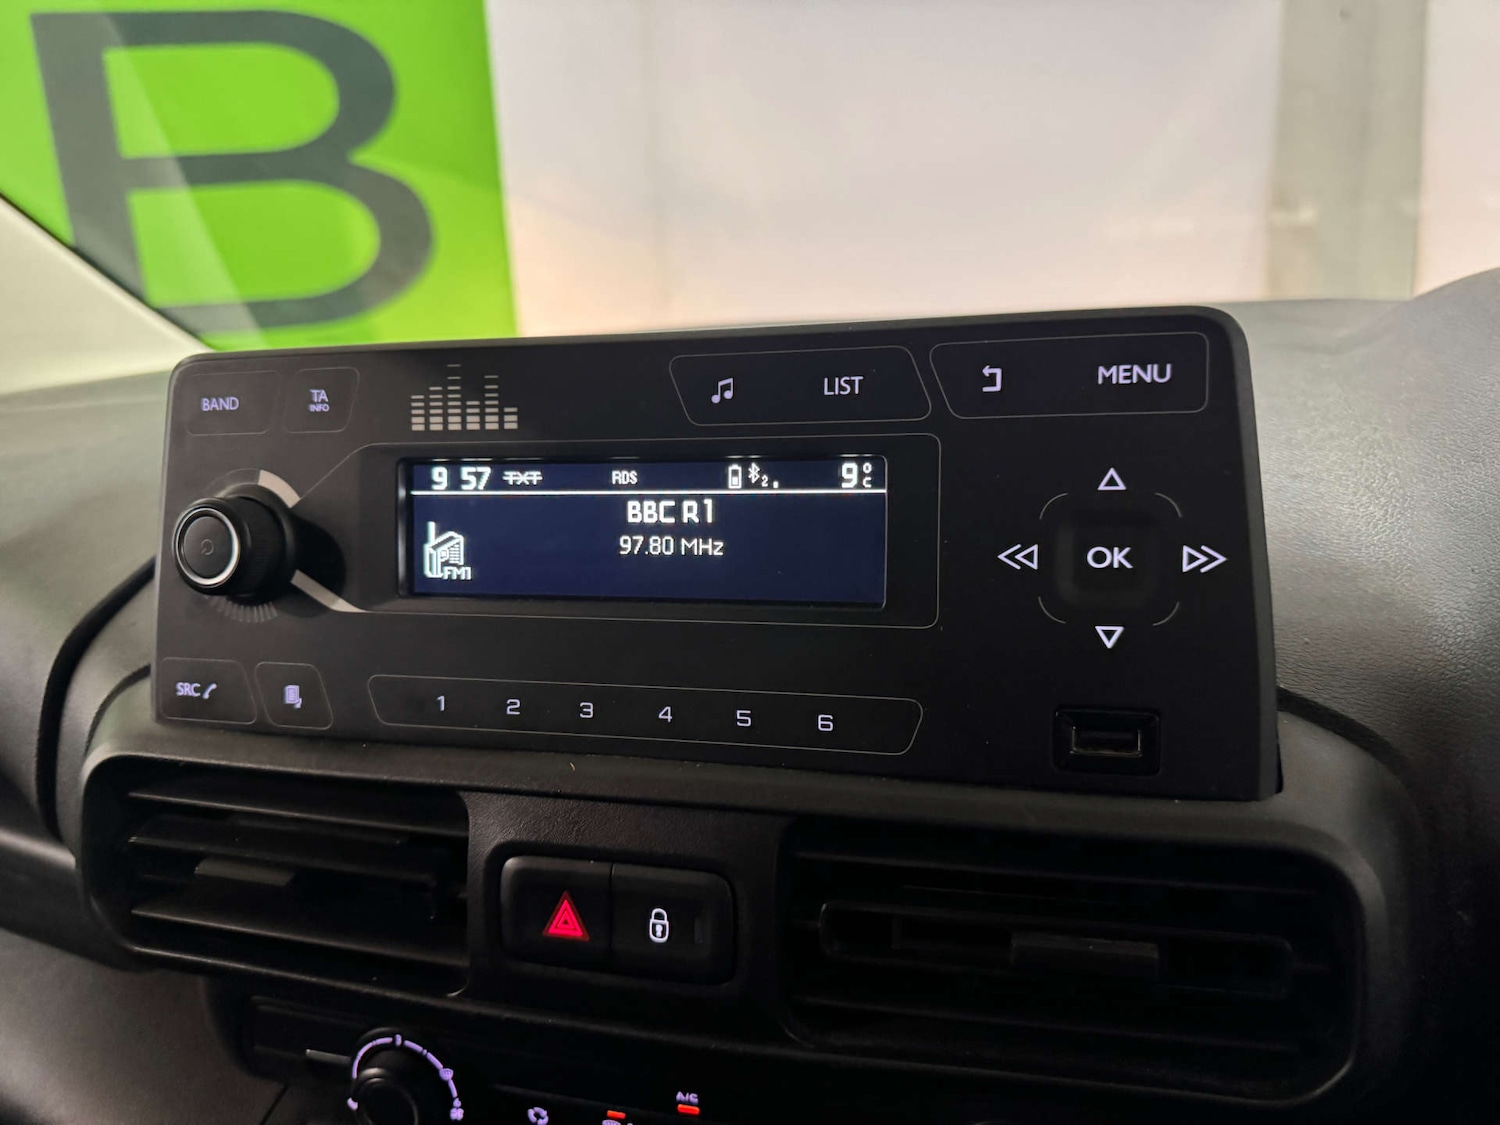 B
BAND
TA
INFO
LIST
MENU
9 57 TXT RDS 2 9°C
BBC R1
97.80 MHz
FM1
OK
SRC
1 2 3 4 5 6
A/C